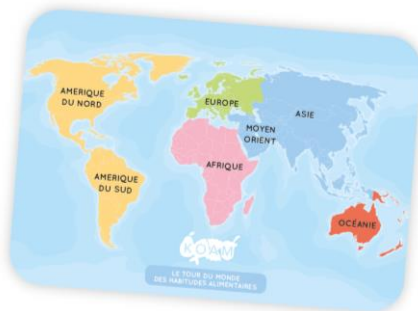 AMERIQUE
DU NORD
EUROPE
ASIE
MOYEN
ORIENT
AFRIQUE
AMERIQUE
DU SUD
OCÉANIE
KOAM
LE TOUR DU MONDE
DES HABITUDES ALIMENTAIRES